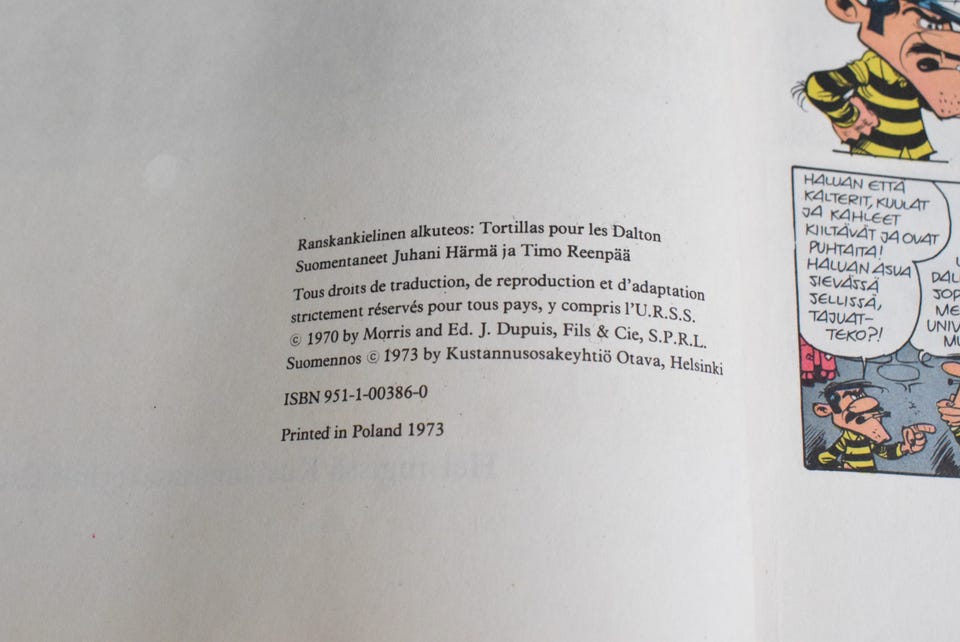 Ranskankielinen alkuteos: Tortillas pour les Dalton
Suomentaneet Juhani Härmä ja Timo Reenpää
Tous droits de traduction, de reproduction et d'adaptation
strictement réservés pour tous pays, y compris l'U.R.S.S.
© 1970 by Morris and Ed. J. Dupuis, Fils & Cie, S.P.R.L.
Suomennos © 1973 by Kustannusosakeyhtiö Otava, Helsinki
ISBN 951-1-00386-0
Printed in Poland 1973
HALUAN ETTÄ
KALTERIT, KUULAT
JA KAHLEET
KIILTÄVÄT JA OVAT
PUHTAITA!
HALUAN ASUA
SIEVÄSSÄ
SELLISSÄ,
TAJUAT-
TEKO?!